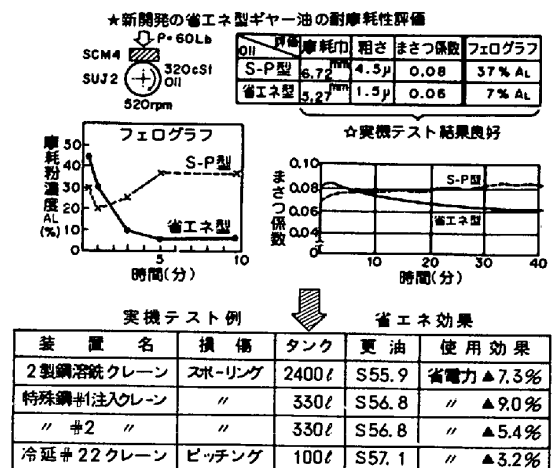 ★新開発の省エネ型ギヤー油の耐摩耗性評価
P=60Lb
SCM4
SUJ2
320cSt
Oil
520rpm
Oil 評価 摩耗巾 粗さ まさつ係数 フェログラフ
S-P型 6.72mm 4.5μ 0.08 37% AL
省エネ型 5.27mm 1.5μ 0.06 7% AL
☆実機テスト結果良好
フェログラフ
摩耗粉濃度 AL (%)
50
40
30
20
10
0
S-P型
省エネ型
1 3 5 10
時間(分)
まさつ係数
0.10
0.08
0.06
0.04
S-P型
省エネ型
10 20 30 40
時間(分)
実機テスト例 省エネ効果
装置名 損傷 タンク 更油 使用効果
2製鋼溶銑クレーン スポーリング 2400ℓ S55.9 省電力▲7.3%
特殊鋼#1注入クレーン 〃 330ℓ S56.8 〃 ▲9.0%
〃 #2 〃 〃 330ℓ S56.8 〃 ▲5.4%
冷延#22クレーン ピッチング 100ℓ S57.1 〃 ▲3.2%